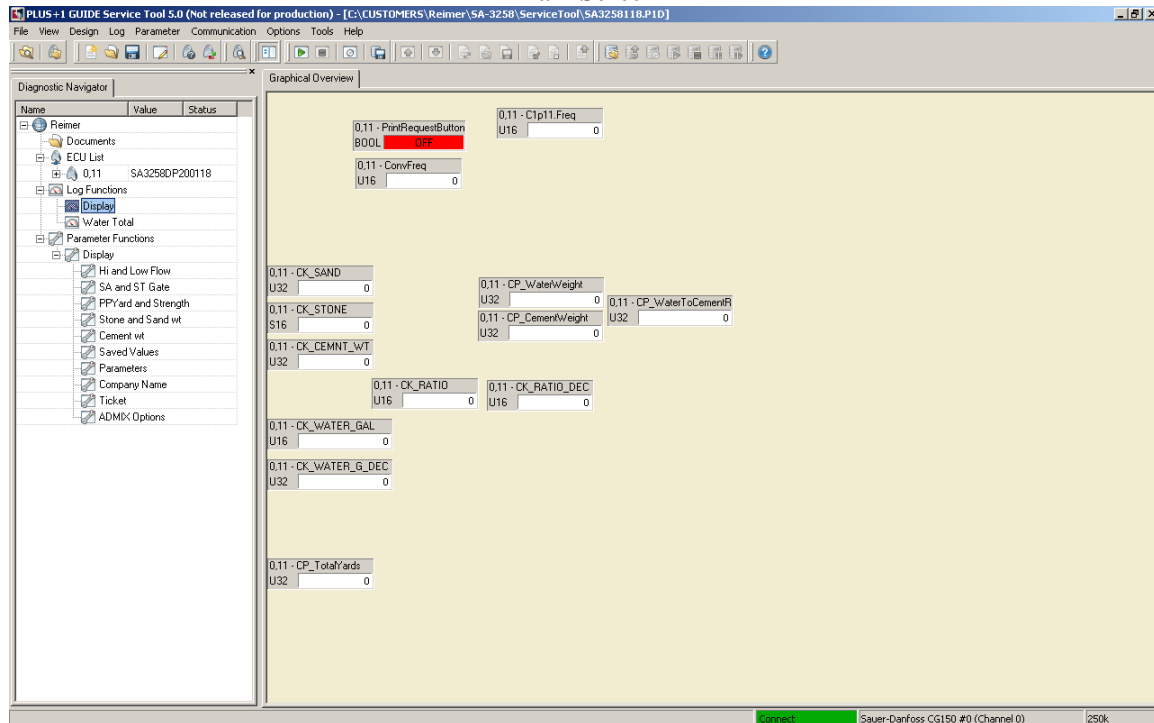 PLUS+1 GUIDE Service Tool 5.0 (Not released for production) - [C:\CUSTOMERS\Reimer\SA-3258\ServiceTool\SA3258118.P1D]
File View Design Log Parameter Communication Options Tools Help
Diagnostic Navigator
Name Value Status
Reimer
Documents
ECU List
0,11 SA3258DP200118
Log Functions
Display
Water Total
Parameter Functions
Display
Hi and Low Flow
SA and ST Gate
PPYard and Strength
Stone and Sand wt
Cement wt
Saved Values
Parameters
Company Name
Ticket
ADMIX Options
Graphical Overview
0,11 - C1p11.Freq
U16 0
0,11 - PrintRequestButton
BOOL OFF
0,11 - ConvFreq
U16 0
0,11 - CK_SAND
U32 0
0,11 - CP_WaterWeight
U32 0
0,11 - CP_WaterToCementR
U32 0
0,11 - CK_STONE
S16 0
0,11 - CP_CementWeight
U32 0
0,11 - CK_CEMNT_WT
U32 0
0,11 - CK_RATIO
U16 0
0,11 - CK_RATIO_DEC
U16 0
0,11 - CK_WATER_GAL
U16 0
0,11 - CK_WATER_G_DEC
U32 0
0,11 - CP_TotalYards
U32 0
Connect Sauer-Danfoss CG150 #0 (Channel 0) 250k